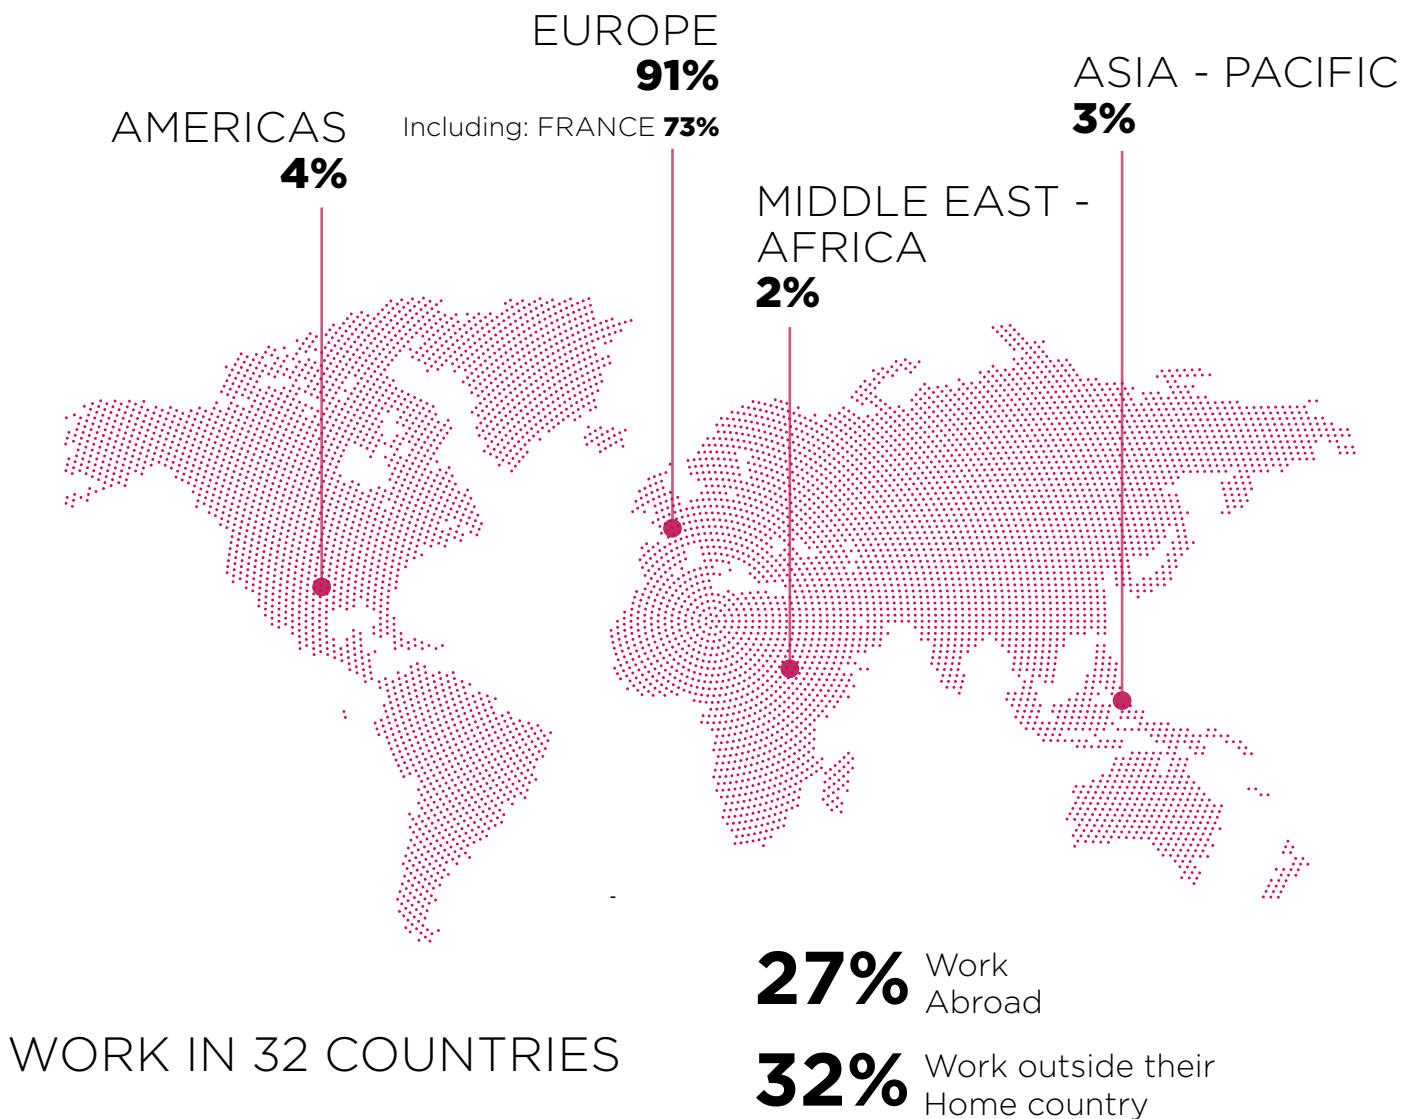 EUROPE
91%
Including: FRANCE 73%
AMERICAS
4%
ASIA - PACIFIC
3%
MIDDLE EAST -
AFRICA
2%
-
WORK IN 32 COUNTRIES
27% Work
Abroad
32% Work outside their
Home country